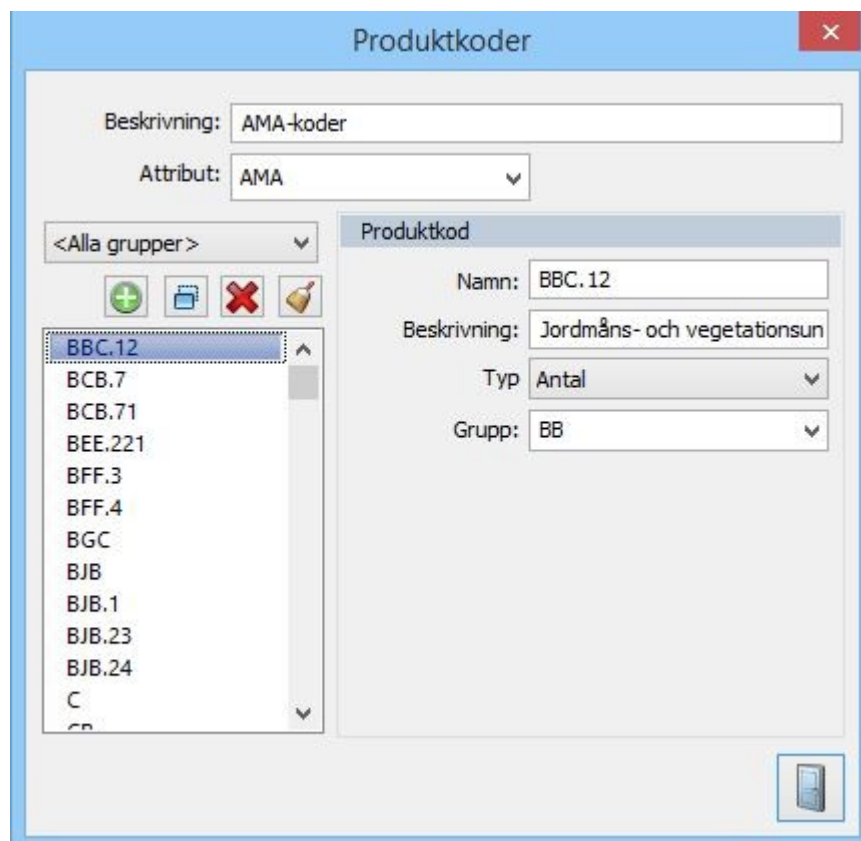 Produktkoder
Beskrivning: AMA-koder
Attribut: AMA
<Alla grupper>
BBC.12
BCB.7
BCB.71
BEE.221
BFF.3
BFF.4
BGC
BJB
BJB.1
BJB.23
BJB.24
C
Produktkod
Namn: BBC.12
Beskrivning: Jordmåns- och vegetationsun
Typ Antal
Grupp: BB